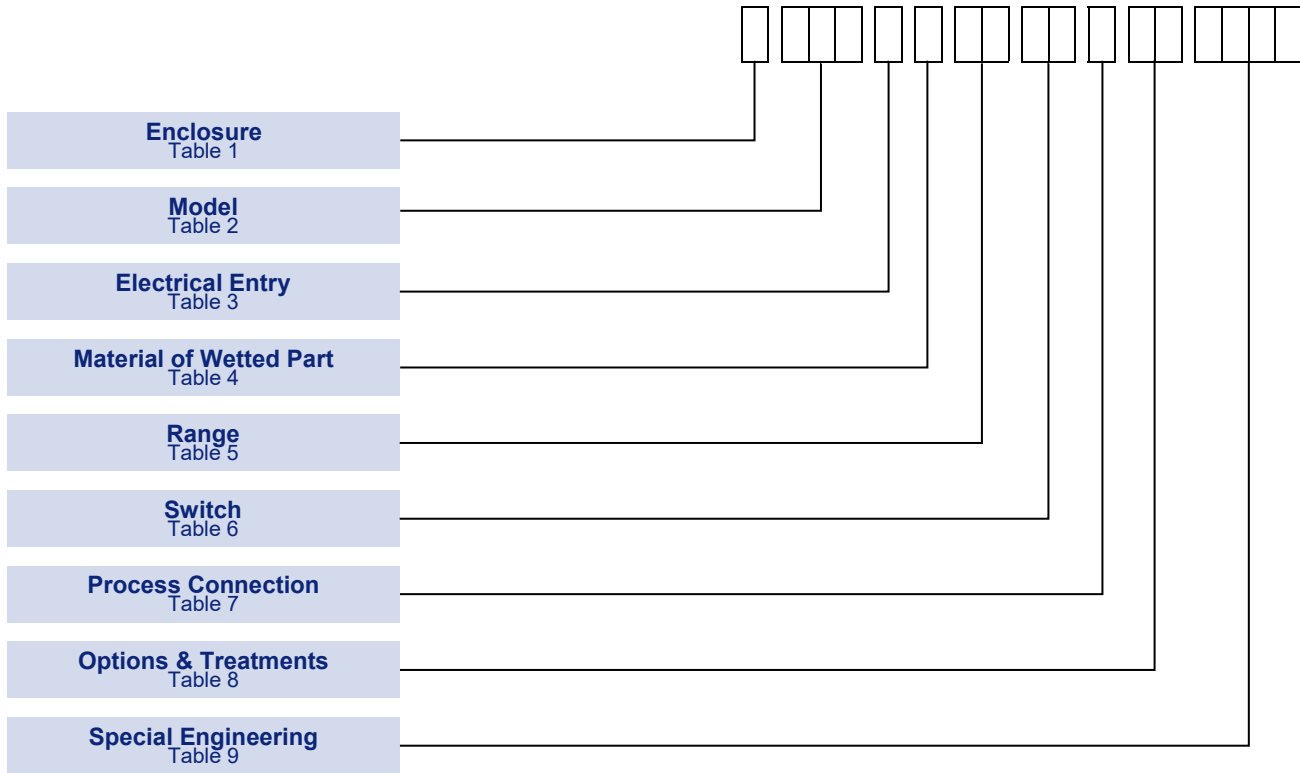 Enclosure
Table 1
Model
Table 2
Electrical Entry
Table 3
Material of Wetted Part
Table 4
Range
Table 5
Switch
Table 6
Process Connection
Table 7
Options & Treatments
Table 8
Special Engineering
Table 9